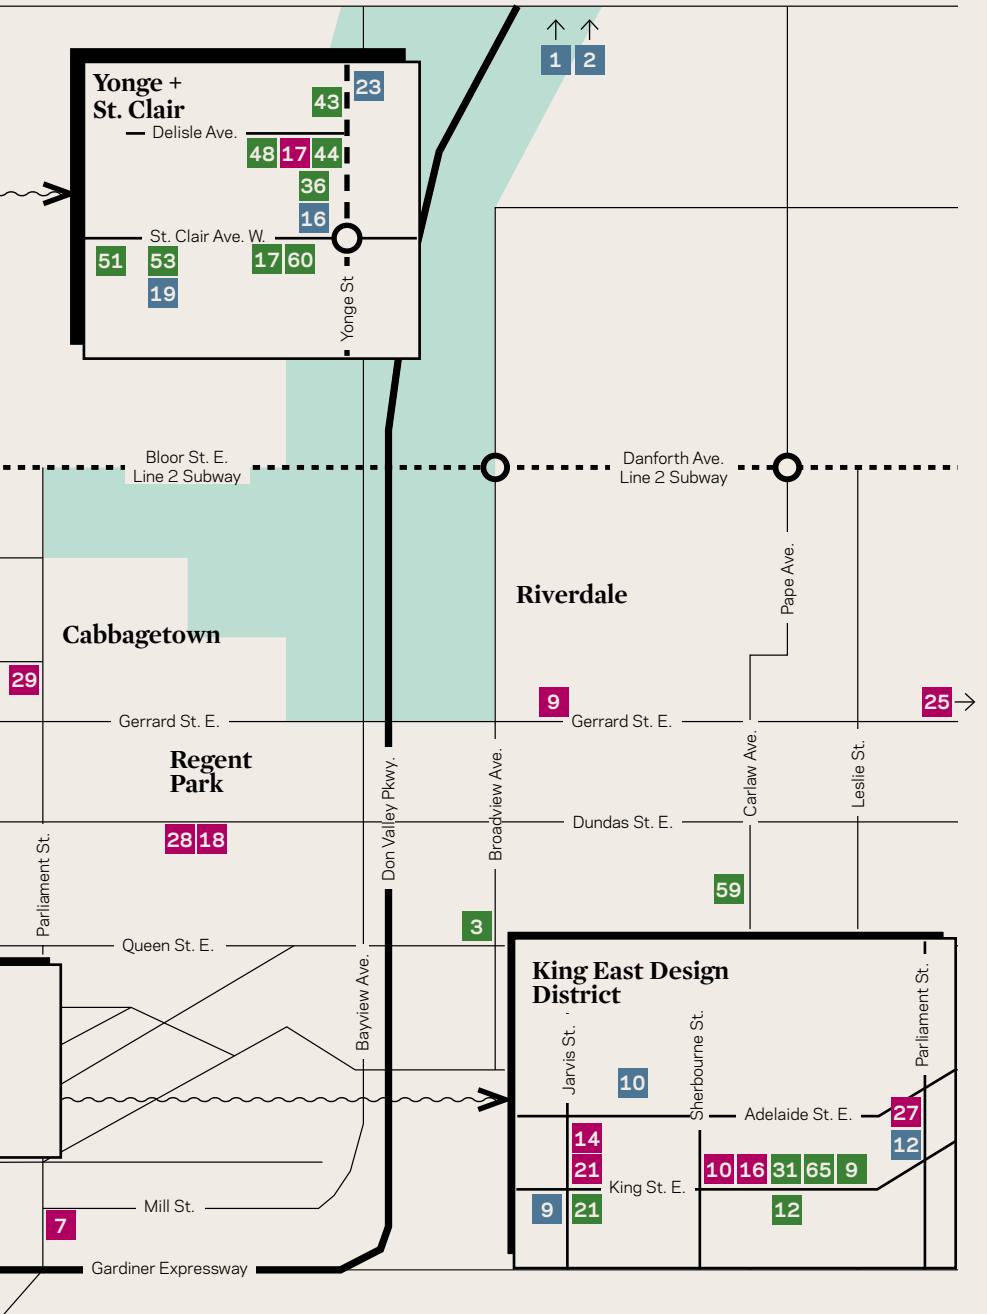 1 2
Yonge +
St. Clair
23
43
Delisle Ave.
48 17 44
36
16
St. Clair Ave. W.
51 53 17 60
19
Yonge St
Bloor St. E.
Line 2 Subway
Danforth Ave.
Line 2 Subway
Pape Ave.
Riverdale
Cabbagetown
29
9
25
Gerrard St. E.
Gerrard St. E.
Regent
Park
Don Valley Pkwy.
Broadview Ave.
Carlaw Ave.
Leslie St.
Dundas St. E.
28 18
Parliament St.
59
3
Queen St. E.
Bayview Ave.
King East Design
District
Jarvis St.
Sherbourne St.
Parliament St.
10
Adelaide St. E.
27
14
12
21
10 16 31 65 9
King St. E.
9 21 12
Mill St.
7
Gardiner Expressway